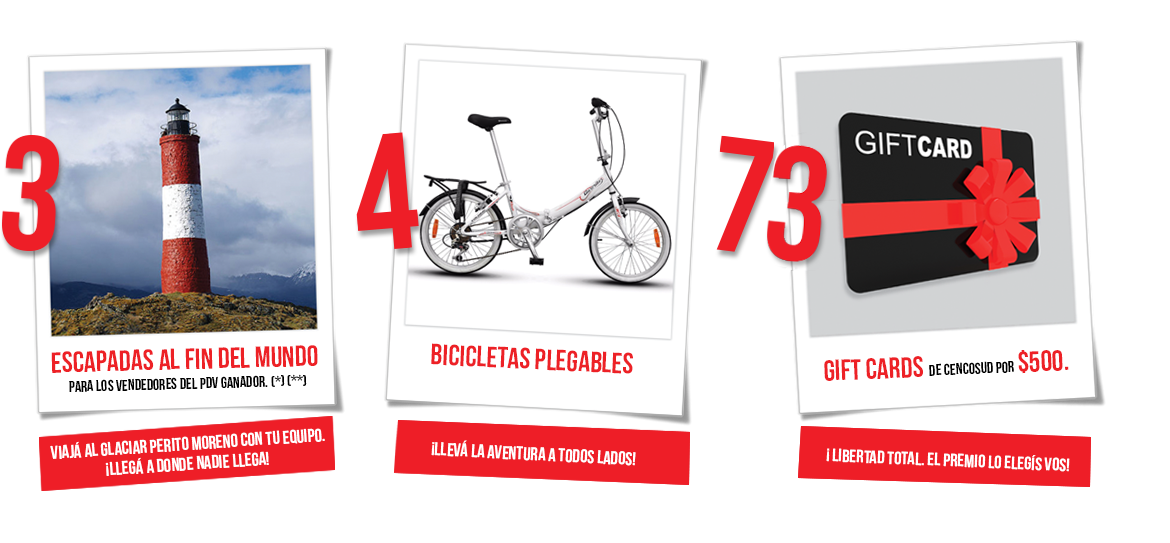 3
ESCAPADAS AL FIN DEL MUNDO
PARA LOS VENDEDORES DEL PDV GANADOR. (*) (**)
VIAJÁ AL GLACIAR PERITO MORENO CON TU EQUIPO.
¡LLEGÁ A DONDE NADIE LLEGA!
4
BICICLETAS PLEGABLES
¡LLEVÁ LA AVENTURA A TODOS LADOS!
73
GIFTCARD
GIFT CARDS DE CENCOSUD POR $500.
¡ LIBERTAD TOTAL. EL PREMIO LO ELEGÍS VOS!